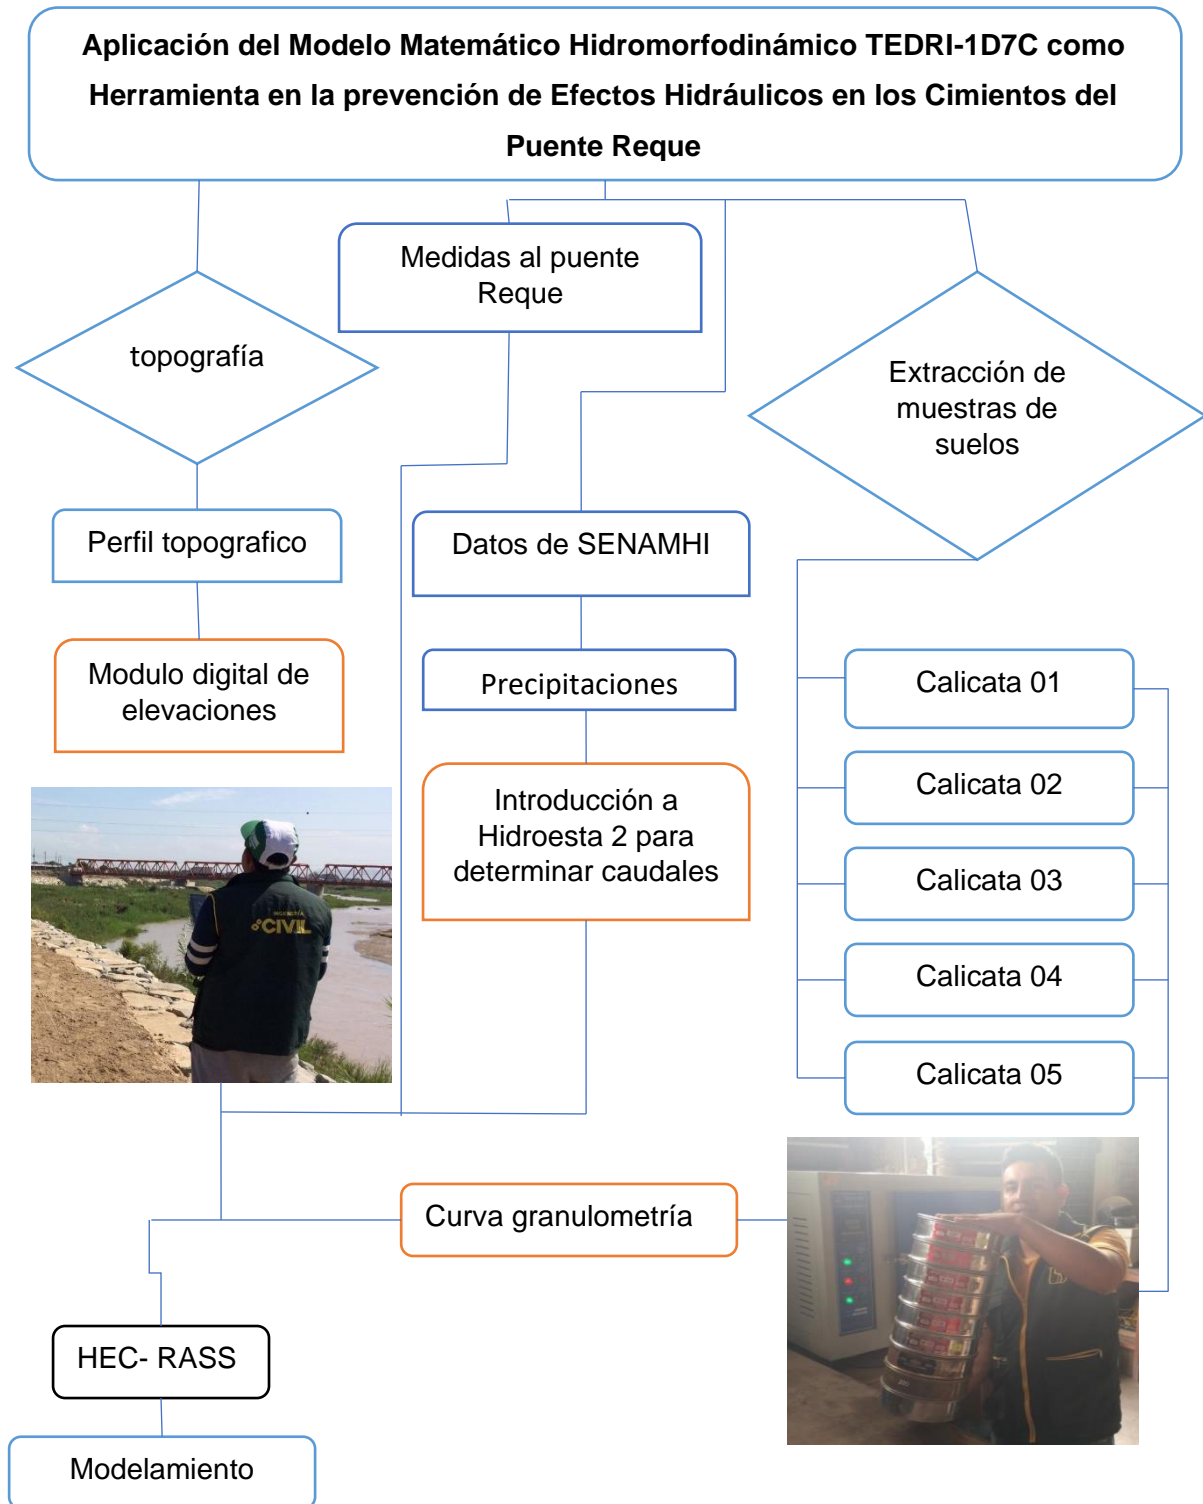 Aplicación del Modelo Matemático Hidromorfodinámico TEDRI-1D7C como
Herramienta en la prevención de Efectos Hidráulicos en los Cimientos del
Puente Reque
Medidas al puente
Reque
topografía
Extracción de
muestras de
suelos
Perfil topografico
Datos de SENAMHI
Modulo digital de
elevaciones
Precipitaciones
Calicata 01
Calicata 02
Introducción a
Hidroesta 2 para
determinar caudales
Calicata 03
INGENIERÍA
CIVIL
Calicata 04
Calicata 05
Curva granulometría
HEC- RASS
Modelamiento